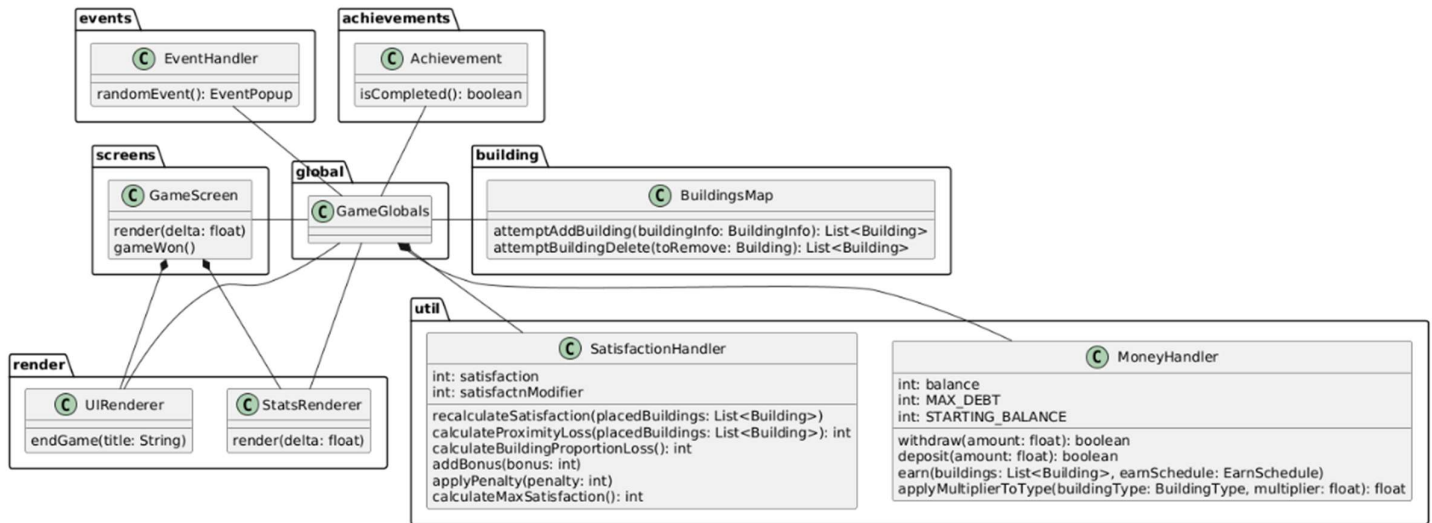 events
C EventHandler
randomEvent(): EventPopup
achievements
C Achievement
isCompleted(): boolean
screens
C GameScreen
render(delta: float)
gameWon()
global
C GameGlobals
building
C BuildingsMap
attemptAddBuilding(buildingInfo: BuildingInfo): List<Building>
attemptBuildingDelete(toRemove: Building): List<Building>
render
C UIRenderer
endGame(title: String)
C StatsRenderer
render(delta: float)
util
C SatisfactionHandler
int: satisfaction
int: satisfactnModifier
recalculateSatisfaction(placedBuildings: List<Building>)
calculateProximityLoss(placedBuildings: List<Building>): int
calculateBuildingProportionLoss(): int
addBonus(bonus: int)
applyPenalty(penalty: int)
calculateMaxSatisfaction(): int
C MoneyHandler
int: balance
int: MAX_DEBT
int: STARTING_BALANCE
withdraw(amount: float): boolean
deposit(amount: float): boolean
earn(buildings: List<Building>, earnSchedule: EarnSchedule)
applyMultiplierToType(buildingType: BuildingType, multiplier: float): float